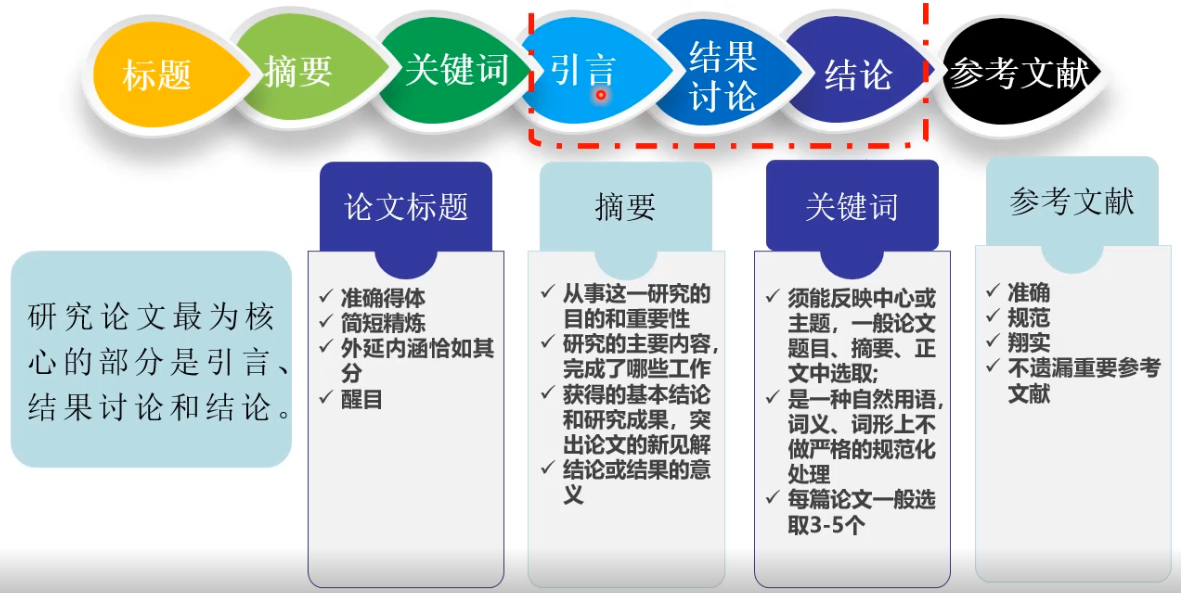 标题
摘要
关键词
引言
结果
讨论
结论
参考文献
研究论文最为核
心的部分是引言、
结果讨论和结论。
论文标题
✓ 准确得体
✓ 简短精炼
✓ 外延内涵恰如其
分
✓ 醒目
摘要
✓ 从事这一研究的
目的和重要性
✓ 研究的主要内容,
完成了哪些工作
✓ 获得的基本结论
和研究成果，突
出论文的新见解
✓ 结论或结果的意
义
关键词
✓ 须能反映中心或
主题，一般论文
题目、摘要、正
文中选取;
✓ 是一种自然用语,
词义、词形上不
做严格的规范化
处理
✓ 每篇论文一般选
取3-5个
参考文献
✓ 准确
✓ 规范
✓ 翔实
✓ 不遗漏重要参考
文献